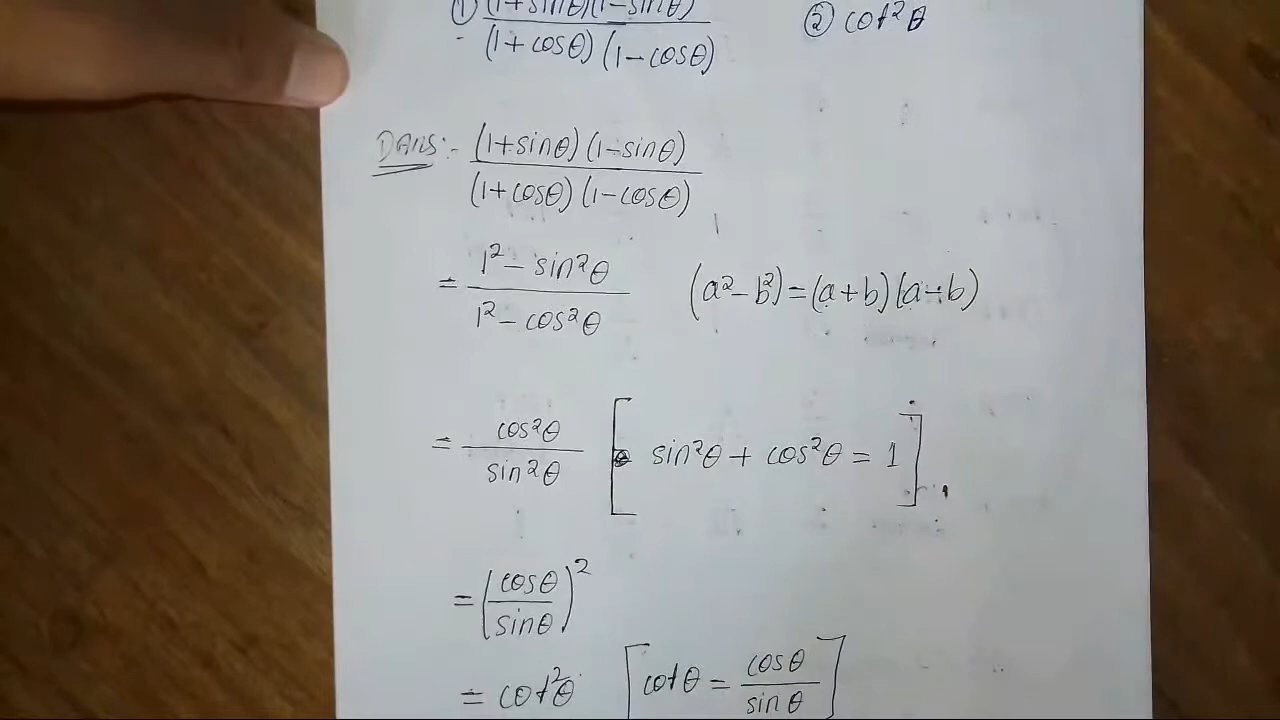 ① (1+sinθ)(1-sinθ) / (1+cosθ)(1-cosθ) ② cot²θ
① Ans:- (1+sinθ)(1-sinθ) / (1+cosθ)(1-cosθ)
= 1²-sin²θ / 1²-cos²θ (a²-b²)=(a+b)(a-b)
= cos²θ / sin²θ [sin²θ + cos²θ = 1]
= (cosθ / sinθ)²
= cot²θ [cotθ = cosθ / sinθ]